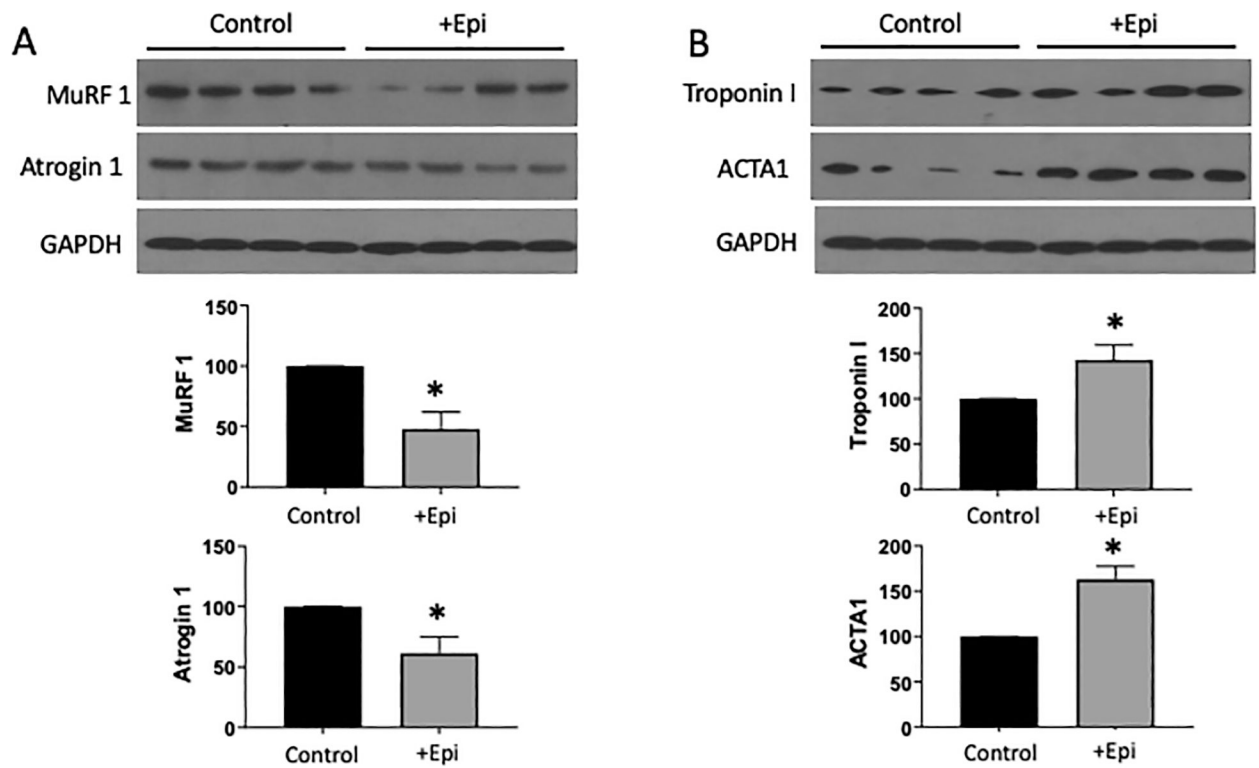 A
Control +Epi
MuRF 1
Atrogin 1
GAPDH
150
100
50
0
MuRF 1
*
Control +Epi
150
100
50
0
Atrogin 1
*
Control +Epi
B
Control +Epi
Troponin I
ACTA1
GAPDH
200
150
100
50
0
Troponin I
*
Control +Epi
200
150
100
50
0
ACTA1
*
Control +Epi